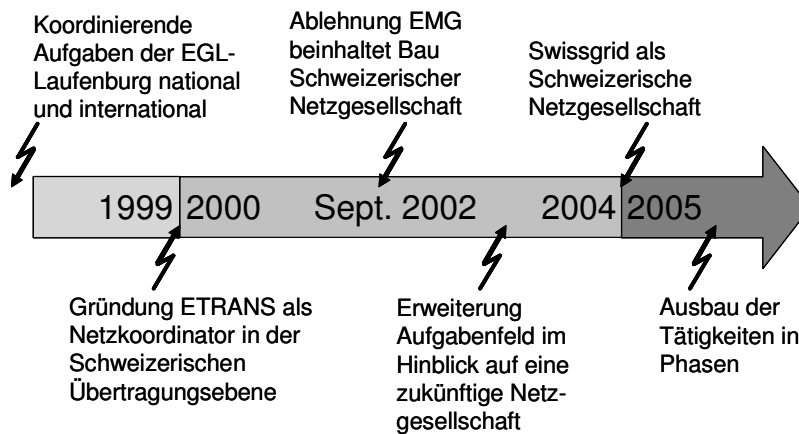 Koordinierende
Aufgaben der EGL-
Laufenburg national
und international
Ablehnung EMG
beinhaltet Bau
Schweizerischer
Netzgesellschaft
Swissgrid als
Schweizerische
Netzgesellschaft
1999 2000 Sept. 2002 2004 2005
Gründung ETRANS als
Netzkoordinator in der
Schweizerischen
Übertragungsebene
Erweiterung
Aufgabenfeld im
Hinblick auf eine
zukünftige Netz-
gesellschaft
Ausbau der
Tätigkeiten in
Phasen